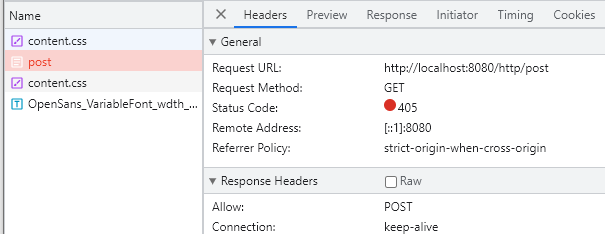 Name
content.css
post
content.css
OpenSans_VariableFont_wdth_...
Headers Preview Response Initiator Timing Cookies
General
Request URL: http://localhost:8080/http/post
Request Method: GET
Status Code: 405
Remote Address: [::1]:8080
Referrer Policy: strict-origin-when-cross-origin
Response Headers Raw
Allow: POST
Connection: keep-alive